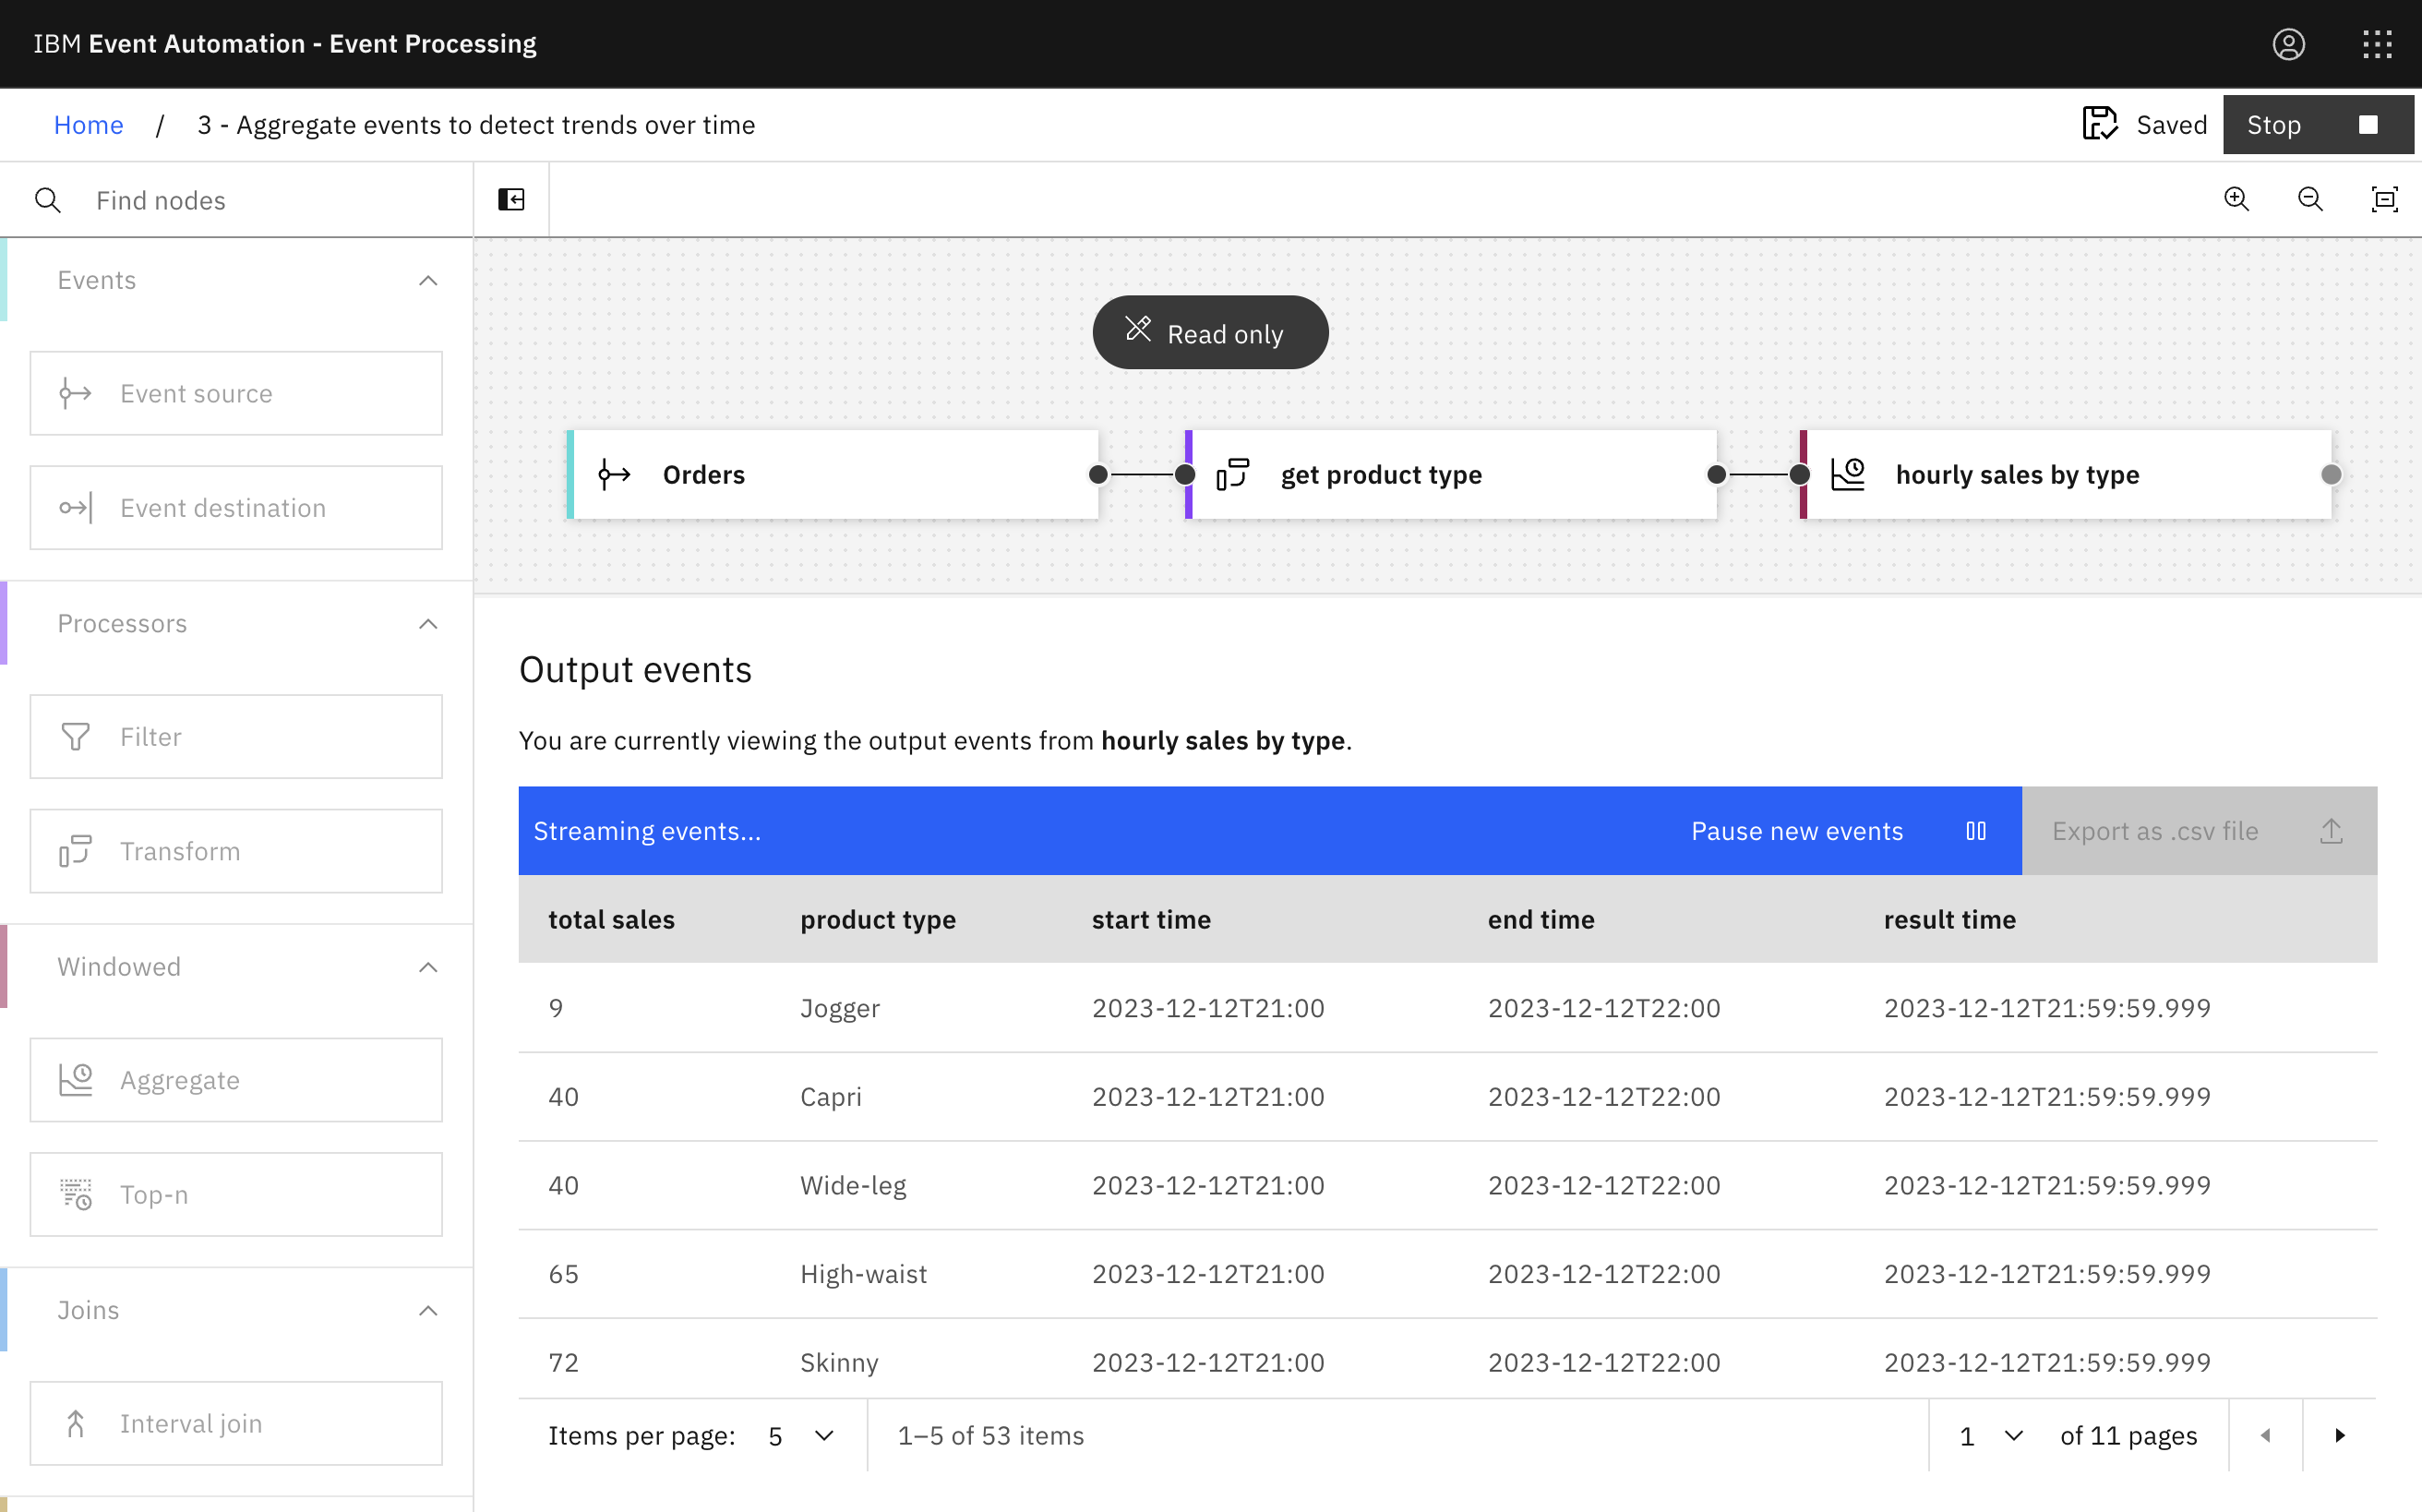 IBM Event Automation - Event Processing
Home / 3 - Aggregate events to detect trends over time
Saved
Stop
Find nodes
Events
Event source
Event destination
Processors
Filter
Transform
Windowed
Aggregate
Top-n
Joins
Interval join
Read only
Orders
get product type
hourly sales by type
Output events
You are currently viewing the output events from hourly sales by type.
Streaming events...
Pause new events
Export as .csv file
total sales product type start time end time result time
9 Jogger 2023-12-12T21:00 2023-12-12T22:00 2023-12-12T21:59:59.999
40 Capri 2023-12-12T21:00 2023-12-12T22:00 2023-12-12T21:59:59.999
40 Wide-leg 2023-12-12T21:00 2023-12-12T22:00 2023-12-12T21:59:59.999
65 High-waist 2023-12-12T21:00 2023-12-12T22:00 2023-12-12T21:59:59.999
72 Skinny 2023-12-12T21:00 2023-12-12T22:00 2023-12-12T21:59:59.999
Items per page: 5 1–5 of 53 items 1 of 11 pages